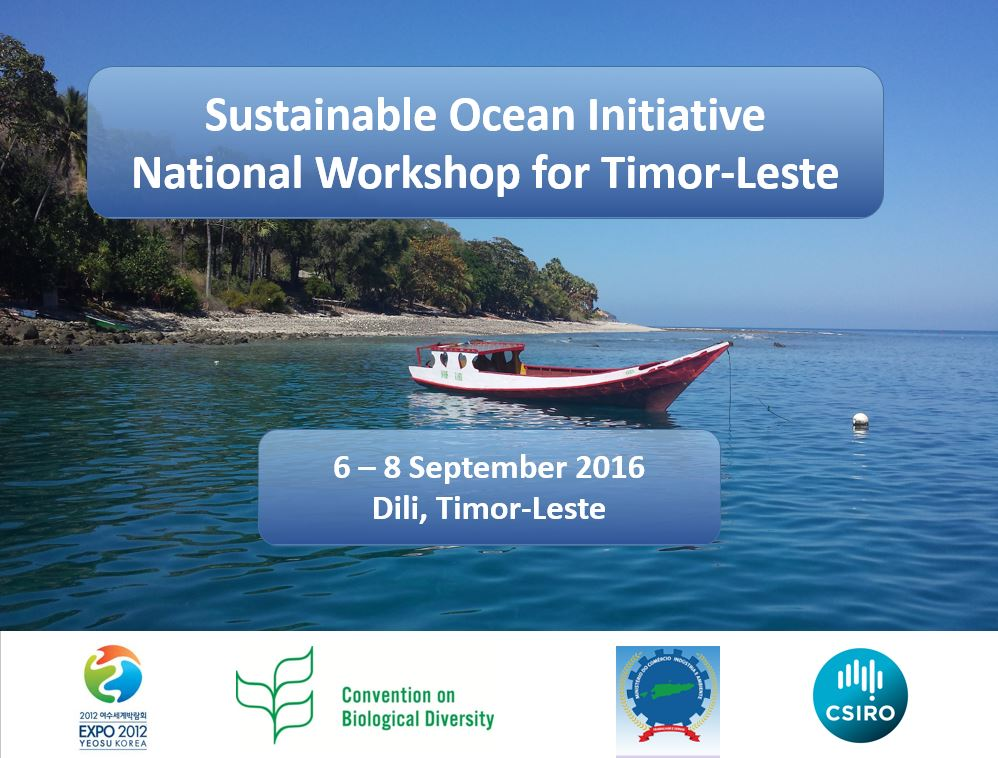 Sustainable Ocean Initiative
National Workshop for Timor-Leste
6 – 8 September 2016
Dili, Timor-Leste
2012 여수세계박람회
EXPO 2012
YEOSU KOREA
Convention on
Biological Diversity
MINISTÉRIO DO COMÉRCIO INDÚSTRIA E AMBIENTE
CSIRO